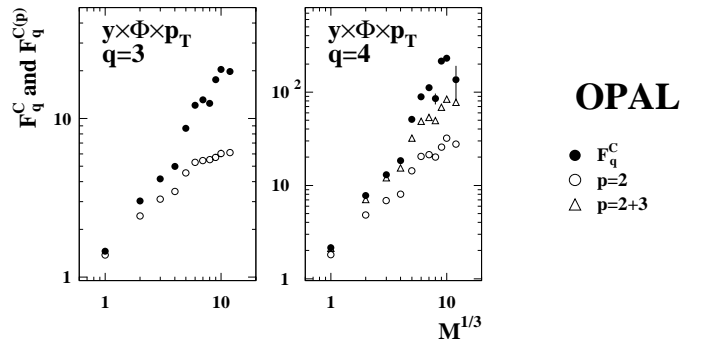 F_q^C and F_q^{C(p)}
y×Φ×p_T
q=3
10
1
1
10
y×Φ×p_T
q=4
10^2
10
1
1
10
M^{1/3}
OPAL
F_q^C
p=2
p=2+3